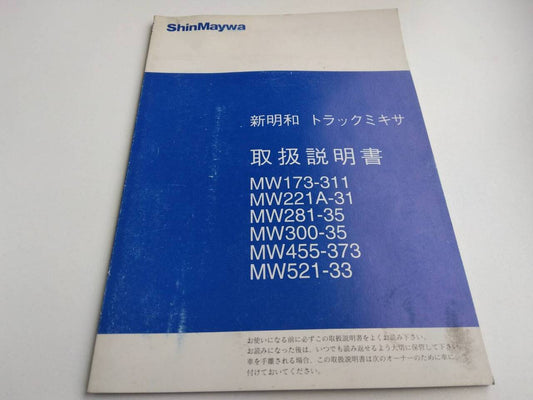 ShinMaywa
新明和 トラックミキサ
取扱説明書
MW173-311
MW221A-31
MW281-35
MW300-35
MW455-373
MW521-33
お使いになる前に必ずこの取扱説明書をよくお読み下さい。
お読みになった後は、いつでも読み返せるよう大切に保管して下さい。
車を手離される場合、この取扱説明書は次のオーナーのために車に
付けておいてください。